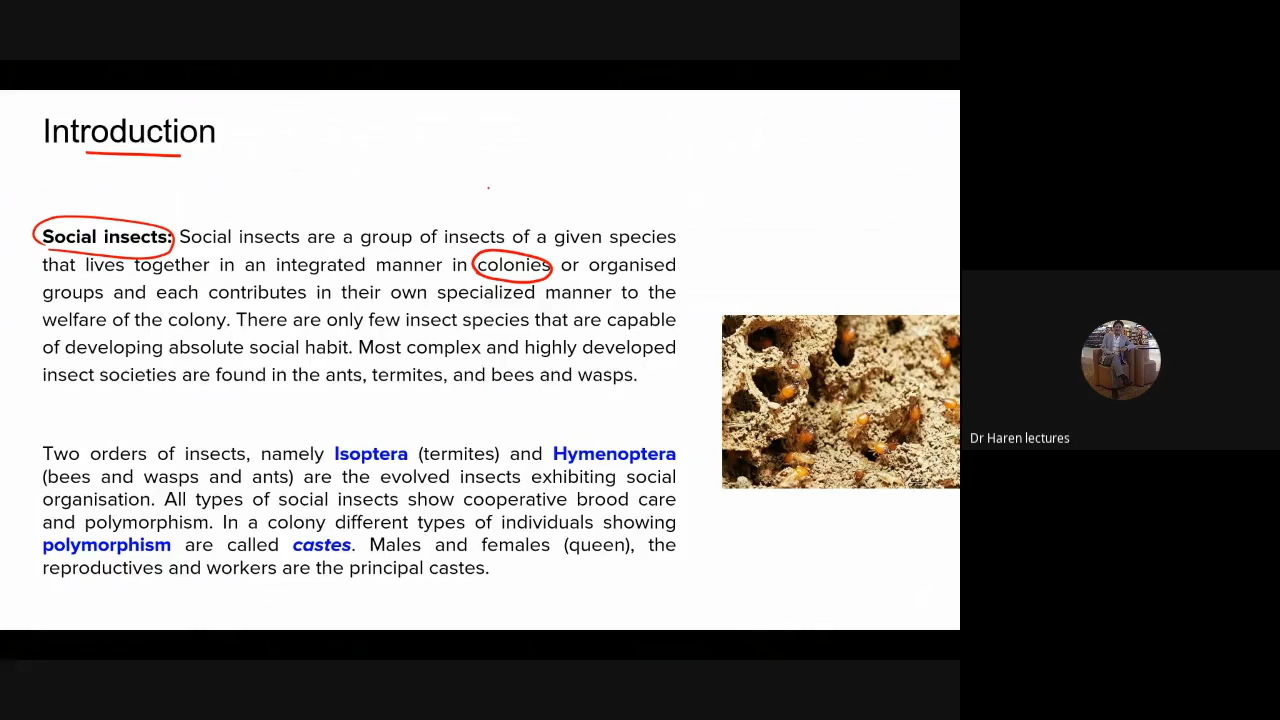 Introduction
Social insects: Social insects are a group of insects of a given species
that lives together in an integrated manner in colonies or organised
groups and each contributes in their own specialized manner to the
welfare of the colony. There are only few insect species that are capable
of developing absolute social habit. Most complex and highly developed
insect societies are found in the ants, termites, and bees and wasps.
Two orders of insects, namely Isoptera (termites) and Hymenoptera
(bees and wasps and ants) are the evolved insects exhibiting social
organisation. All types of social insects show cooperative brood care
and polymorphism. In a colony different types of individuals showing
polymorphism are called castes. Males and females (queen), the
reproductives and workers are the principal castes.
Dr Haren lectures